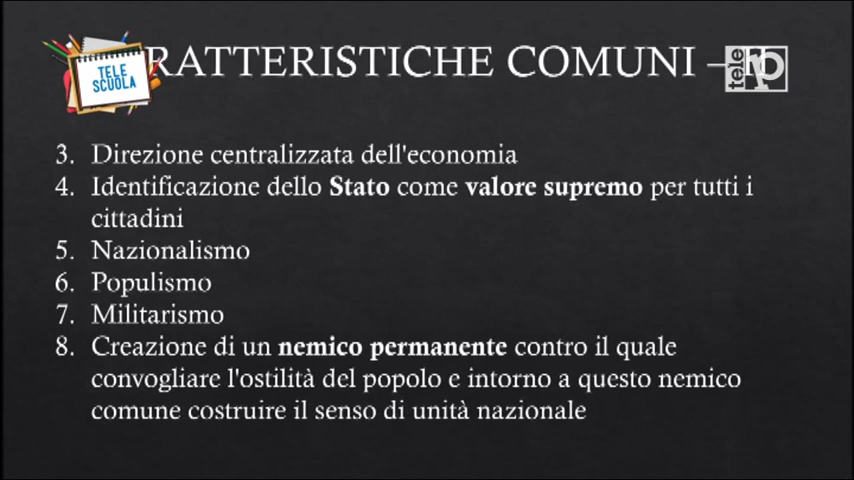 TELE
SCUOLA
RATTERISTICHE COMUNI –
tele
rp
3. Direzione centralizzata dell'economia
4. Identificazione dello Stato come valore supremo per tutti i
cittadini
5. Nazionalismo
6. Populismo
7. Militarismo
8. Creazione di un nemico permanente contro il quale
convogliare l'ostilità del popolo e intorno a questo nemico
comune costruire il senso di unità nazionale